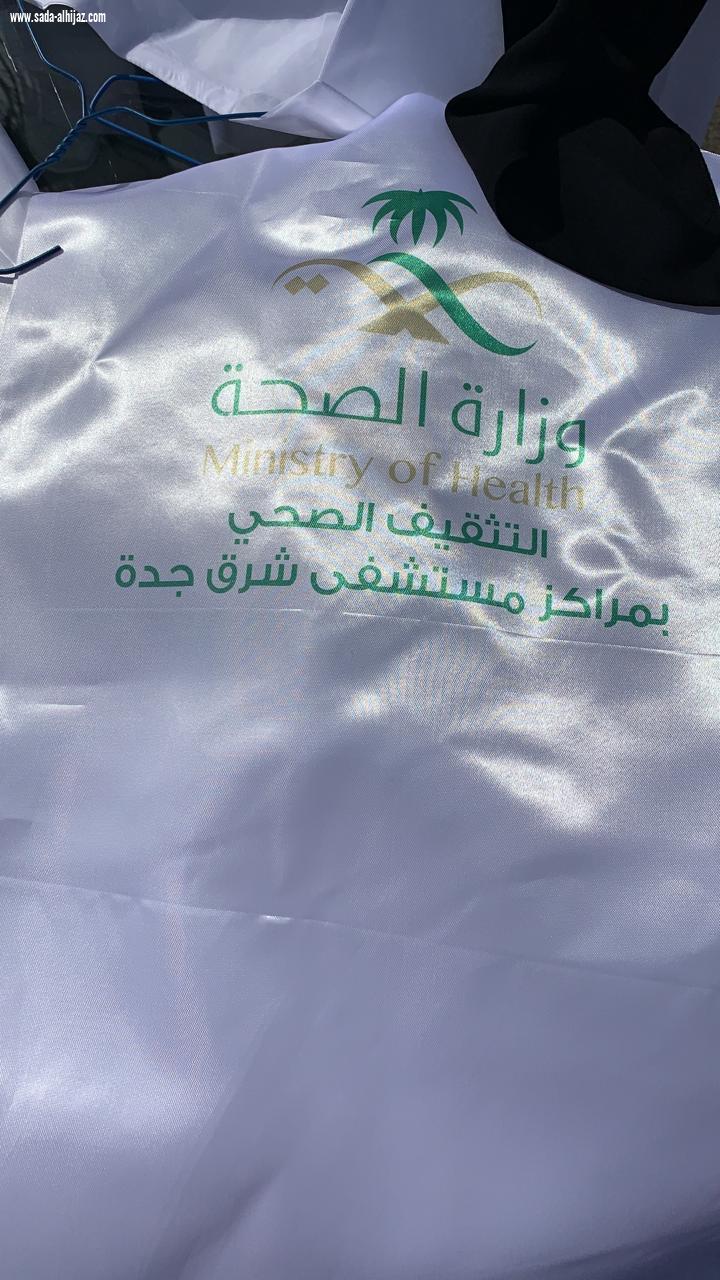 www.sada-alhijaz.com
وزارة الصحة
Ministry of Health
التثقيف الصحي
بمراكز مستشفى شرق جدة